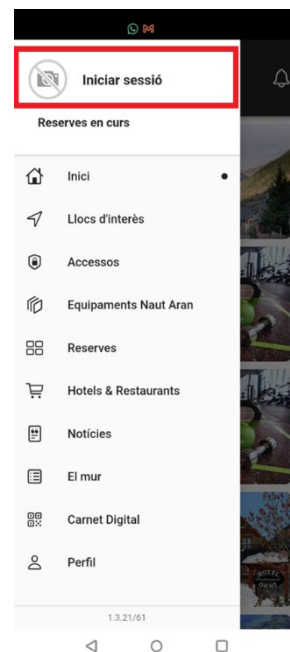 Iniciar sessió
Reserves en curs
Inici
Llocs d'interès
Accessos
Equipaments Naut Aran
Reserves
Hotels & Restaurants
Notícies
El mur
Carnet Digital
Perfil
1.3.21/61
HOTEL